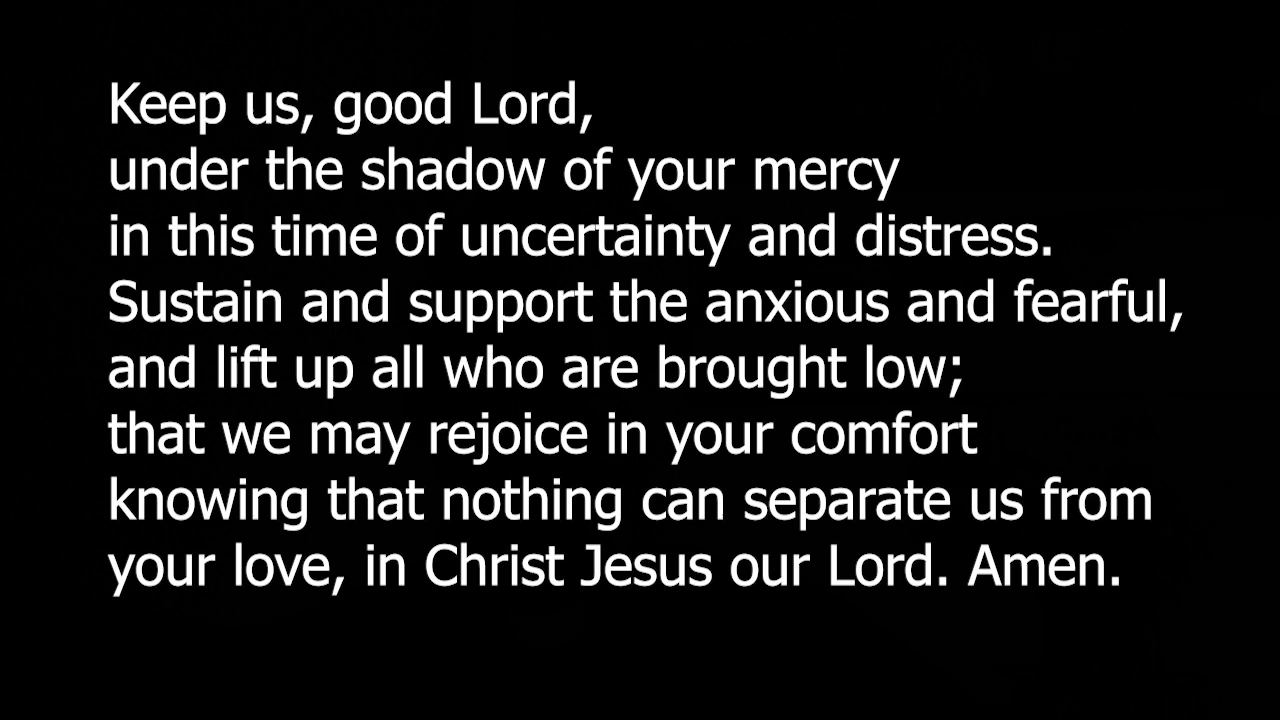 Keep us, good Lord,
under the shadow of your mercy
in this time of uncertainty and distress.
Sustain and support the anxious and fearful,
and lift up all who are brought low;
that we may rejoice in your comfort
knowing that nothing can separate us from
your love, in Christ Jesus our Lord. Amen.